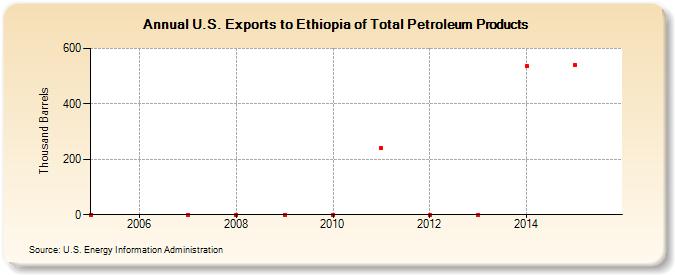 Annual U.S. Exports to Ethiopia of Total Petroleum Products
Thousand Barrels
600
400
200
0
2006 2008 2010 2012 2014
Source: U.S. Energy Information Administration